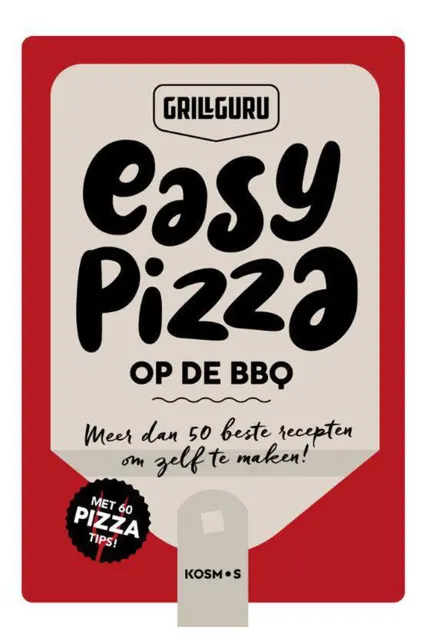 GRILLGURU
easy
Pizza
OP DE BBQ
Meer dan 50 beste recepten
om zelf te maken!
MET 60
PIZZA
TIPS!
KOSM•S